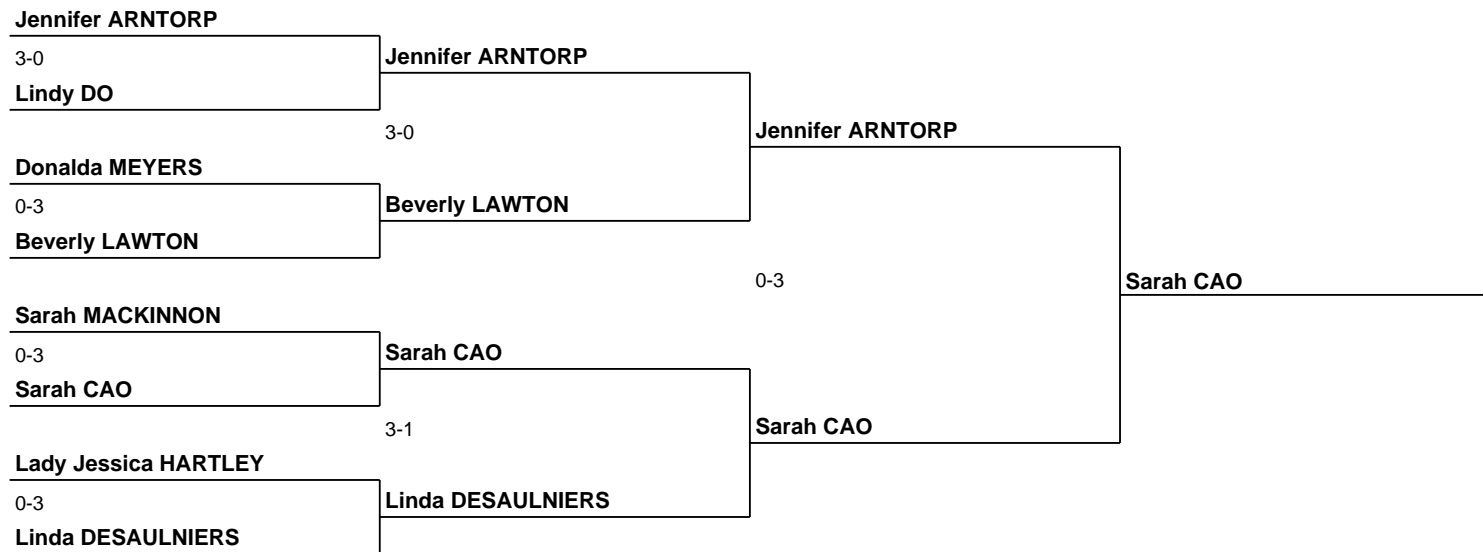 Jennifer ARNTORP
3-0
Jennifer ARNTORP
Lindy DO
3-0
Jennifer ARNTORP
Donalda MEYERS
0-3
Beverly LAWTON
Beverly LAWTON
0-3
Sarah CAO
Sarah MACKINNON
0-3
Sarah CAO
Sarah CAO
3-1
Sarah CAO
Lady Jessica HARTLEY
0-3
Linda DESAULNIERS
Linda DESAULNIERS